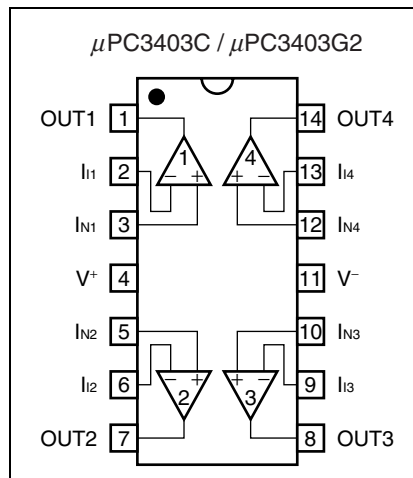 μPC3403C / μPC3403G2
OUT1 1 14 OUT4
1 4
II1 2 - + + - 13 II4
IN1 3 12 IN4
V+ 4 11 V−
IN2 5 10 IN3
II2 6 - + + - 9 II3
2 3
OUT2 7 8 OUT3